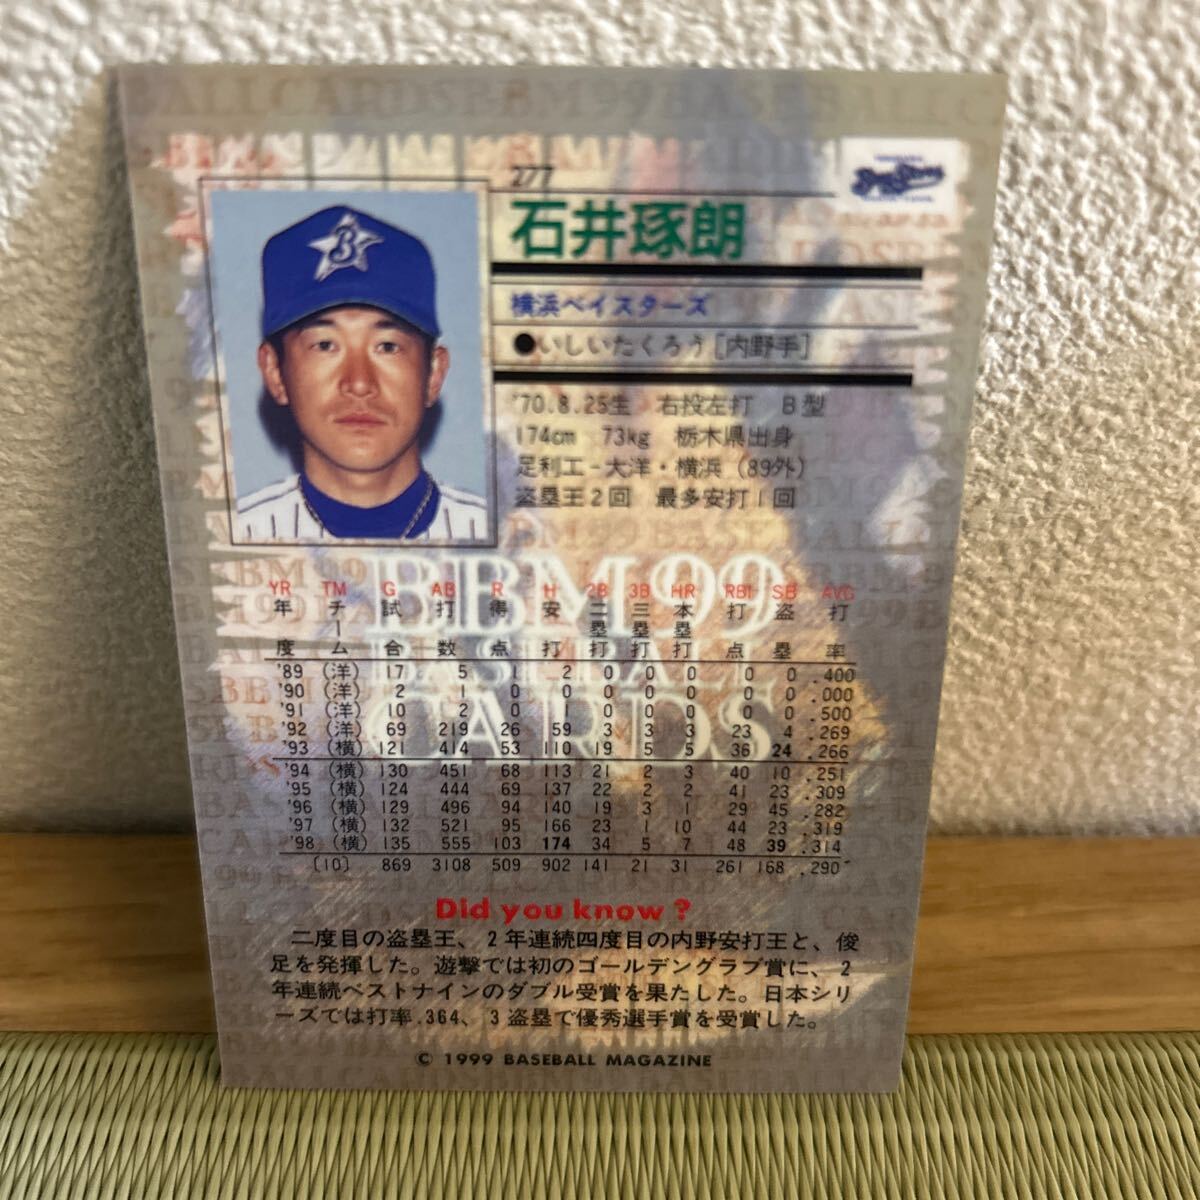 277
石井琢朗
横浜ベイスターズ
●いしいたくろう[内野手]
'70.8.25生 右投左打 B型
174cm 73kg 栃木県出身
足利工-大洋・横浜(89外)
盗塁王2回 最多安打1回
BBM99
BASEBALL
CARDS
YR TM G AB R H 2B 3B HR RBI SB AVG
年度 チーム 試合 打数 得点 安打 二塁打 三塁打 本塁打 打点 盗塁 打率
'89 (洋) 17 5 1 2 0 0 0 0 0 .400
'90 (洋) 2 1 0 0 0 0 0 0 0 .000
'91 (洋) 10 2 0 1 0 0 0 0 0 .500
'92 (洋) 69 219 26 59 3 3 3 23 4 .269
'93 (横) 121 414 53 110 19 5 5 36 24 .266
'94 (横) 130 451 68 113 21 2 3 40 10 .251
'95 (横) 124 444 69 137 22 2 2 41 23 .309
'96 (横) 129 496 94 140 19 3 1 29 45 .282
'97 (横) 132 521 95 166 23 1 10 44 23 .319
'98 (横) 135 555 103 174 34 5 7 48 39 .314
[10] 869 3108 509 902 141 21 31 261 168 .290
Did you know?
二度目の盗塁王、2年連続四度目の内野安打王と、俊
足を発揮した。遊撃では初のゴールデングラブ賞に、2
年連続ベストナインのダブル受賞を果たした。日本シリ
ーズでは打率.364、3盗塁で優秀選手賞を受賞した。
© 1999 BASEBALL MAGAZINE